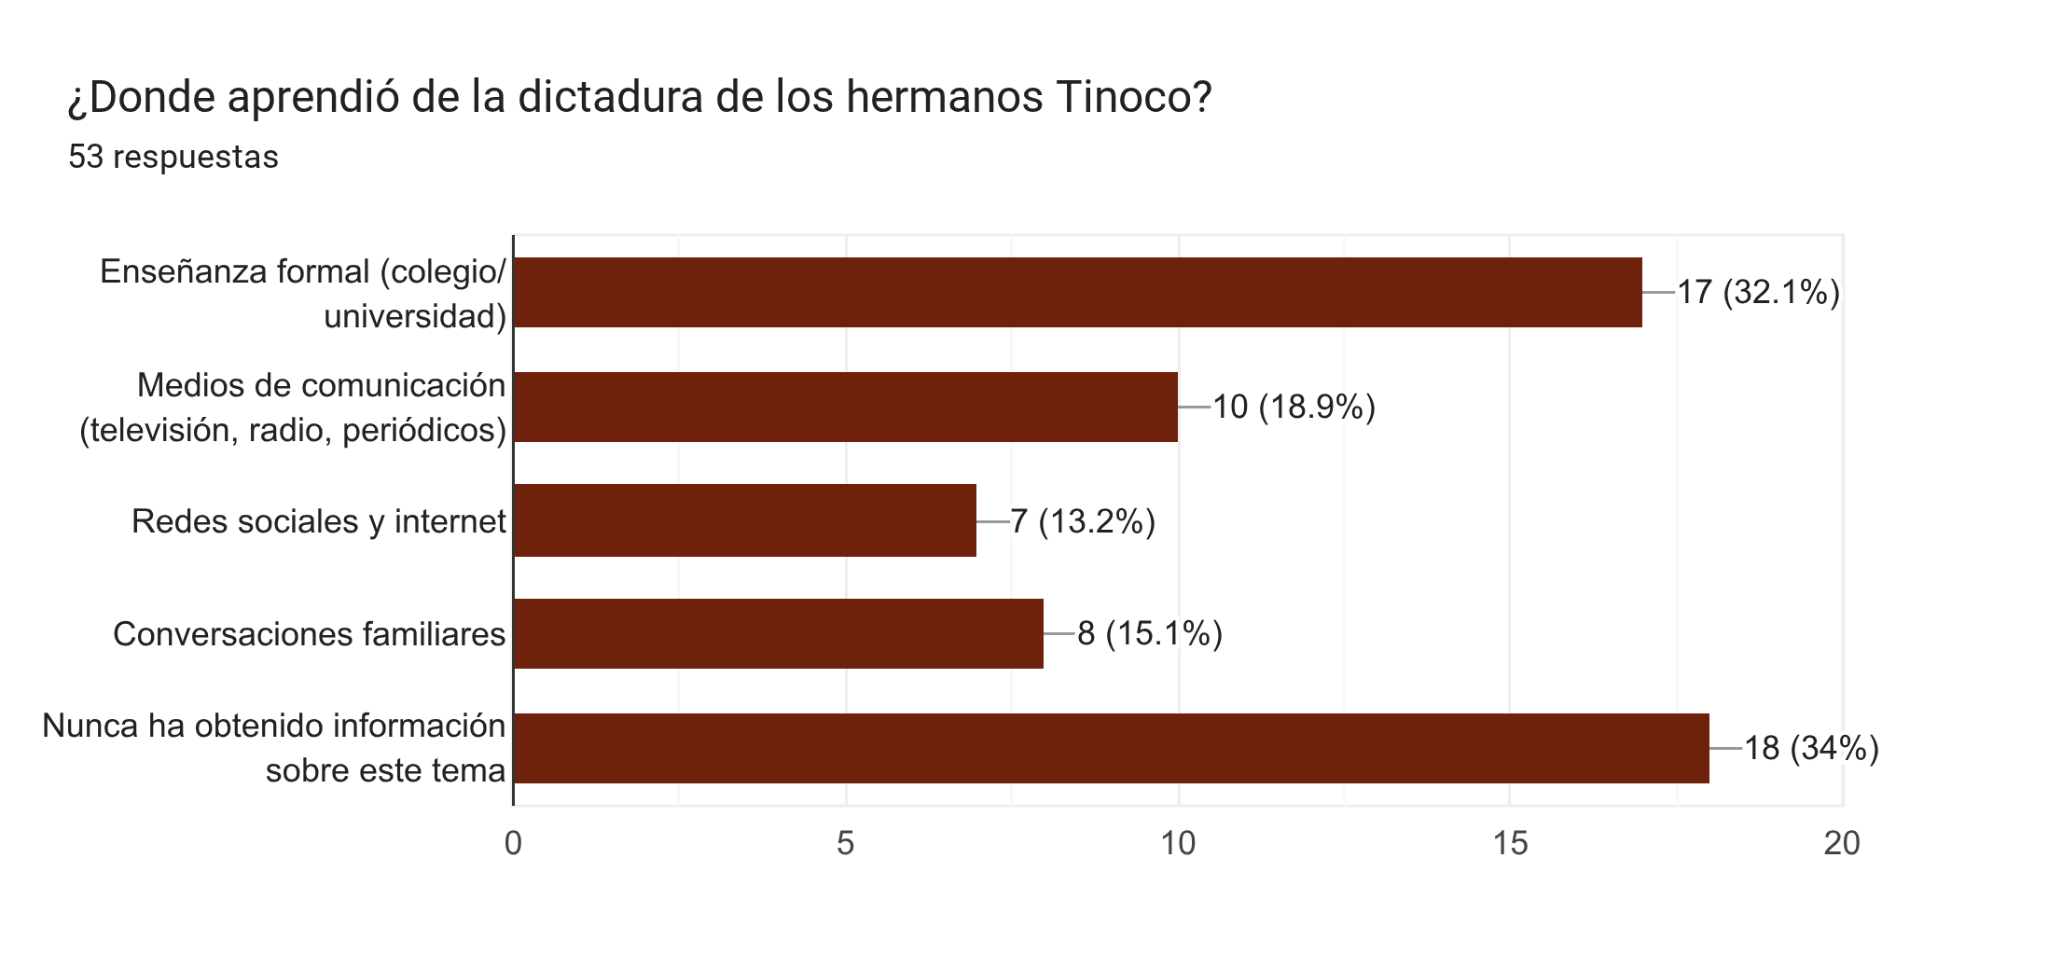 ¿Donde aprendió de la dictadura de los hermanos Tinoco?
53 respuestas
Enseñanza formal (colegio/
universidad)
17 (32.1%)
Medios de comunicación
(televisión, radio, periódicos)
10 (18.9%)
Redes sociales y internet
7 (13.2%)
Conversaciones familiares
8 (15.1%)
Nunca ha obtenido información
sobre este tema
18 (34%)
0 5 10 15 20